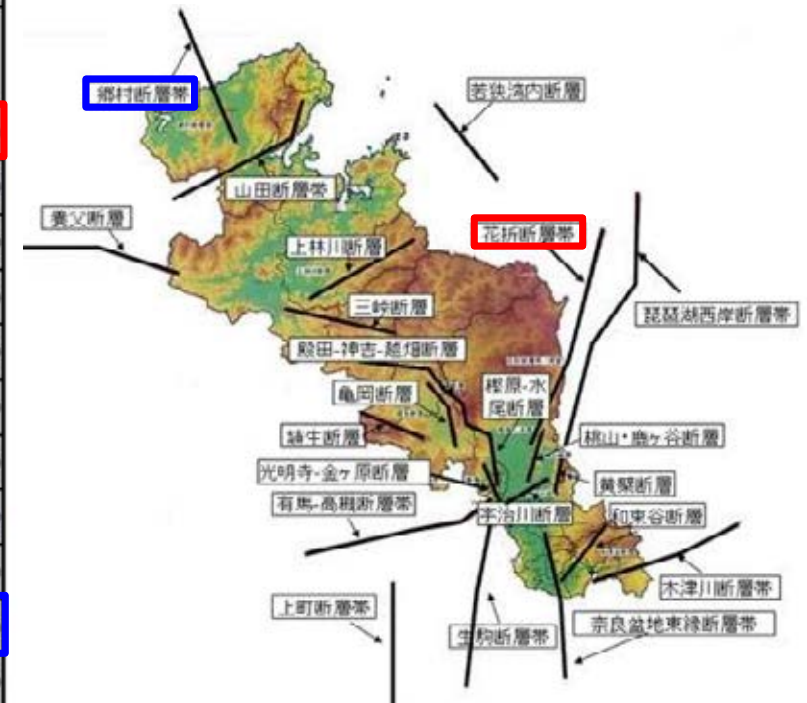 郷村断層帯
若狭湾内断層
山田断層帯
養父断層
花折断層帯
上林川断層
三峠断層
琵琶湖西岸断層帯
殿田-神吉-越畑断層
樫原-水
尾断層
亀岡断層
桃山・鹿ヶ谷断層
光明寺-金ヶ原断層
黄檗断層
有馬-高槻断層帯
宇治川断層
和束谷断層
木津川断層帯
上町断層帯
生駒断層帯
奈良盆地東縁断層帯